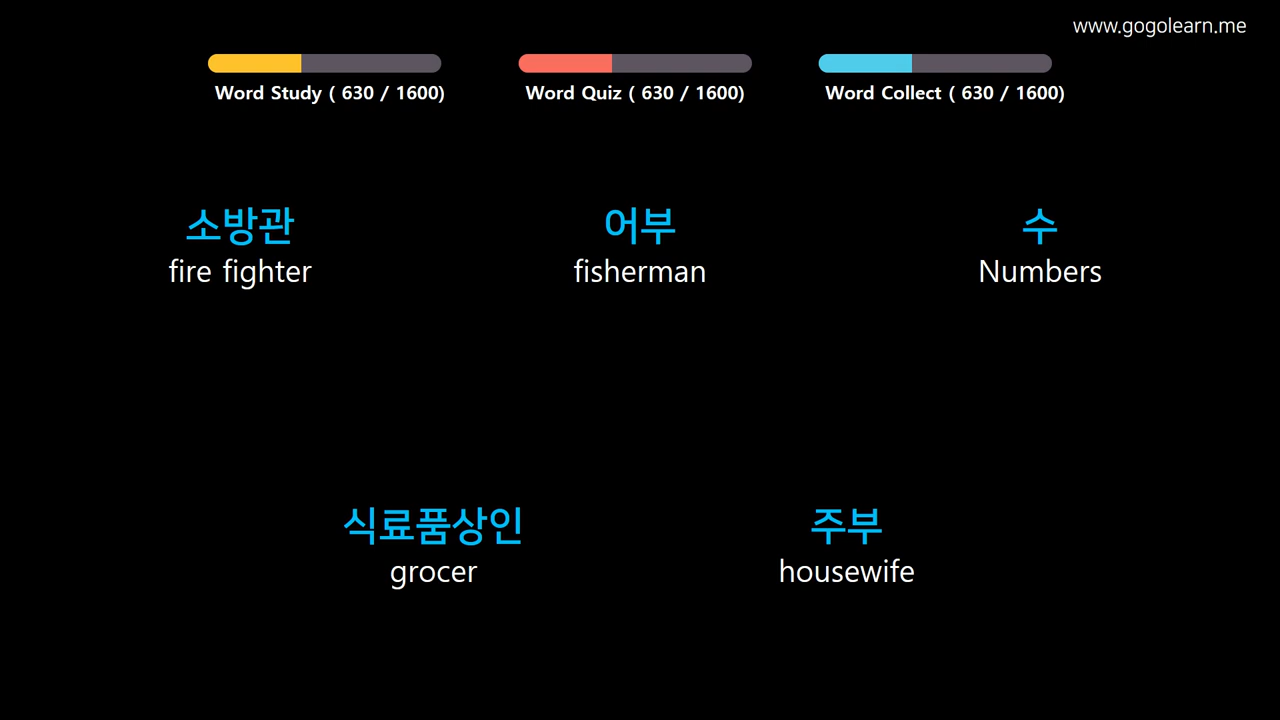 www.gogolearn.me
Word Study ( 630 / 1600)
Word Quiz ( 630 / 1600)
Word Collect ( 630 / 1600)
소방관
fire fighter
어부
fisherman
수
Numbers
식료품상인
grocer
주부
housewife